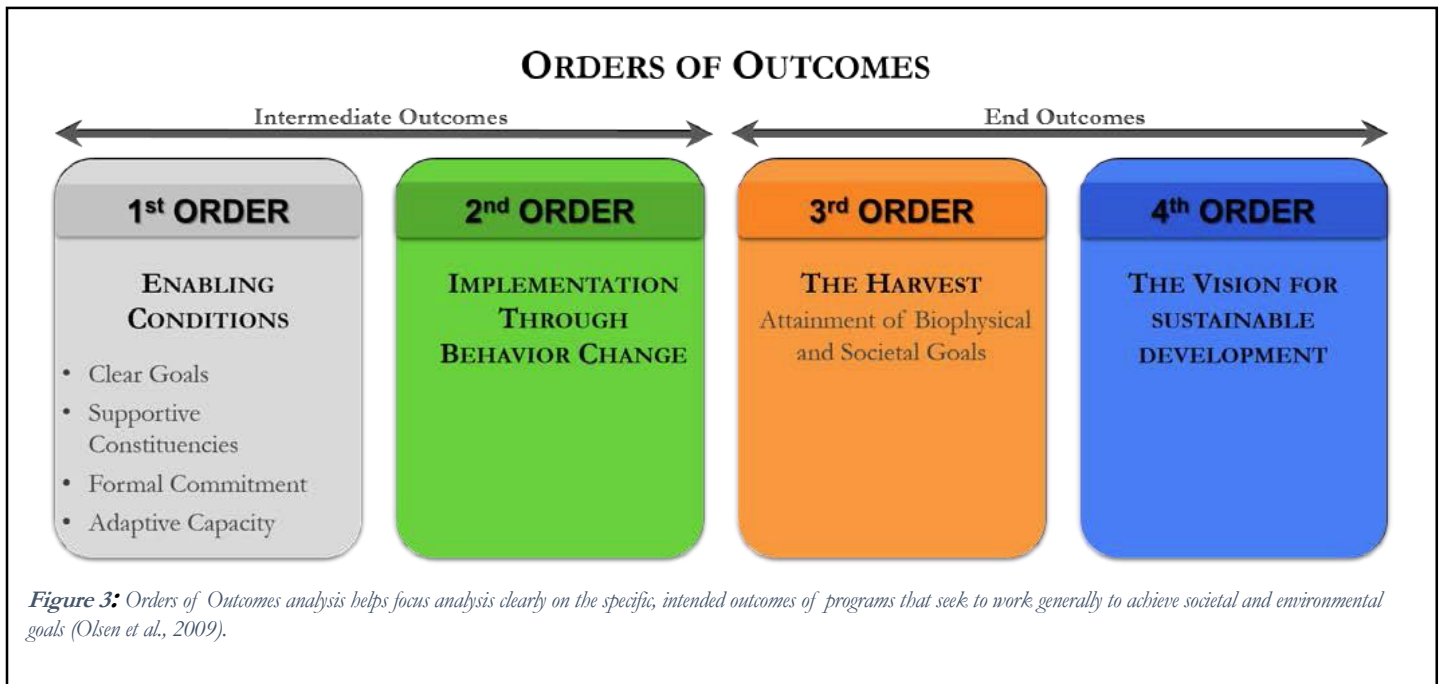 ORDERS OF OUTCOMES
Intermediate Outcomes
End Outcomes
1st ORDER
ENABLING
CONDITIONS
• Clear Goals
• Supportive
Constituencies
• Formal Commitment
• Adaptive Capacity
2nd ORDER
IMPLEMENTATION
THROUGH
BEHAVIOR CHANGE
3rd ORDER
THE HARVEST
Attainment of Biophysical
and Societal Goals
4th ORDER
THE VISION FOR
SUSTAINABLE
DEVELOPMENT
Figure 3: Orders of Outcomes analysis helps focus analysis clearly on the specific, intended outcomes of programs that seek to work generally to achieve societal and environmental
goals (Olsen et al., 2009).